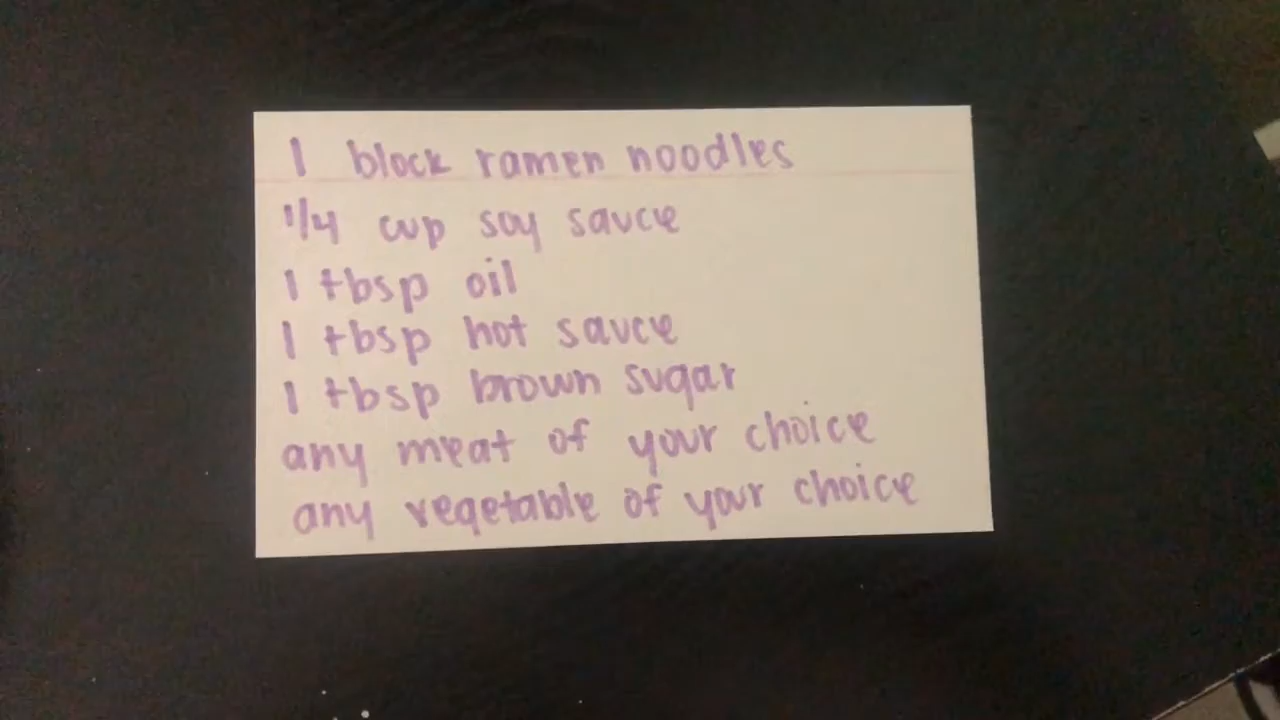 1 block ramen noodles
1/4 cup soy sauce
1 tbsp oil
1 tbsp hot sauce
1 tbsp brown sugar
any meat of your choice
any vegetable of your choice